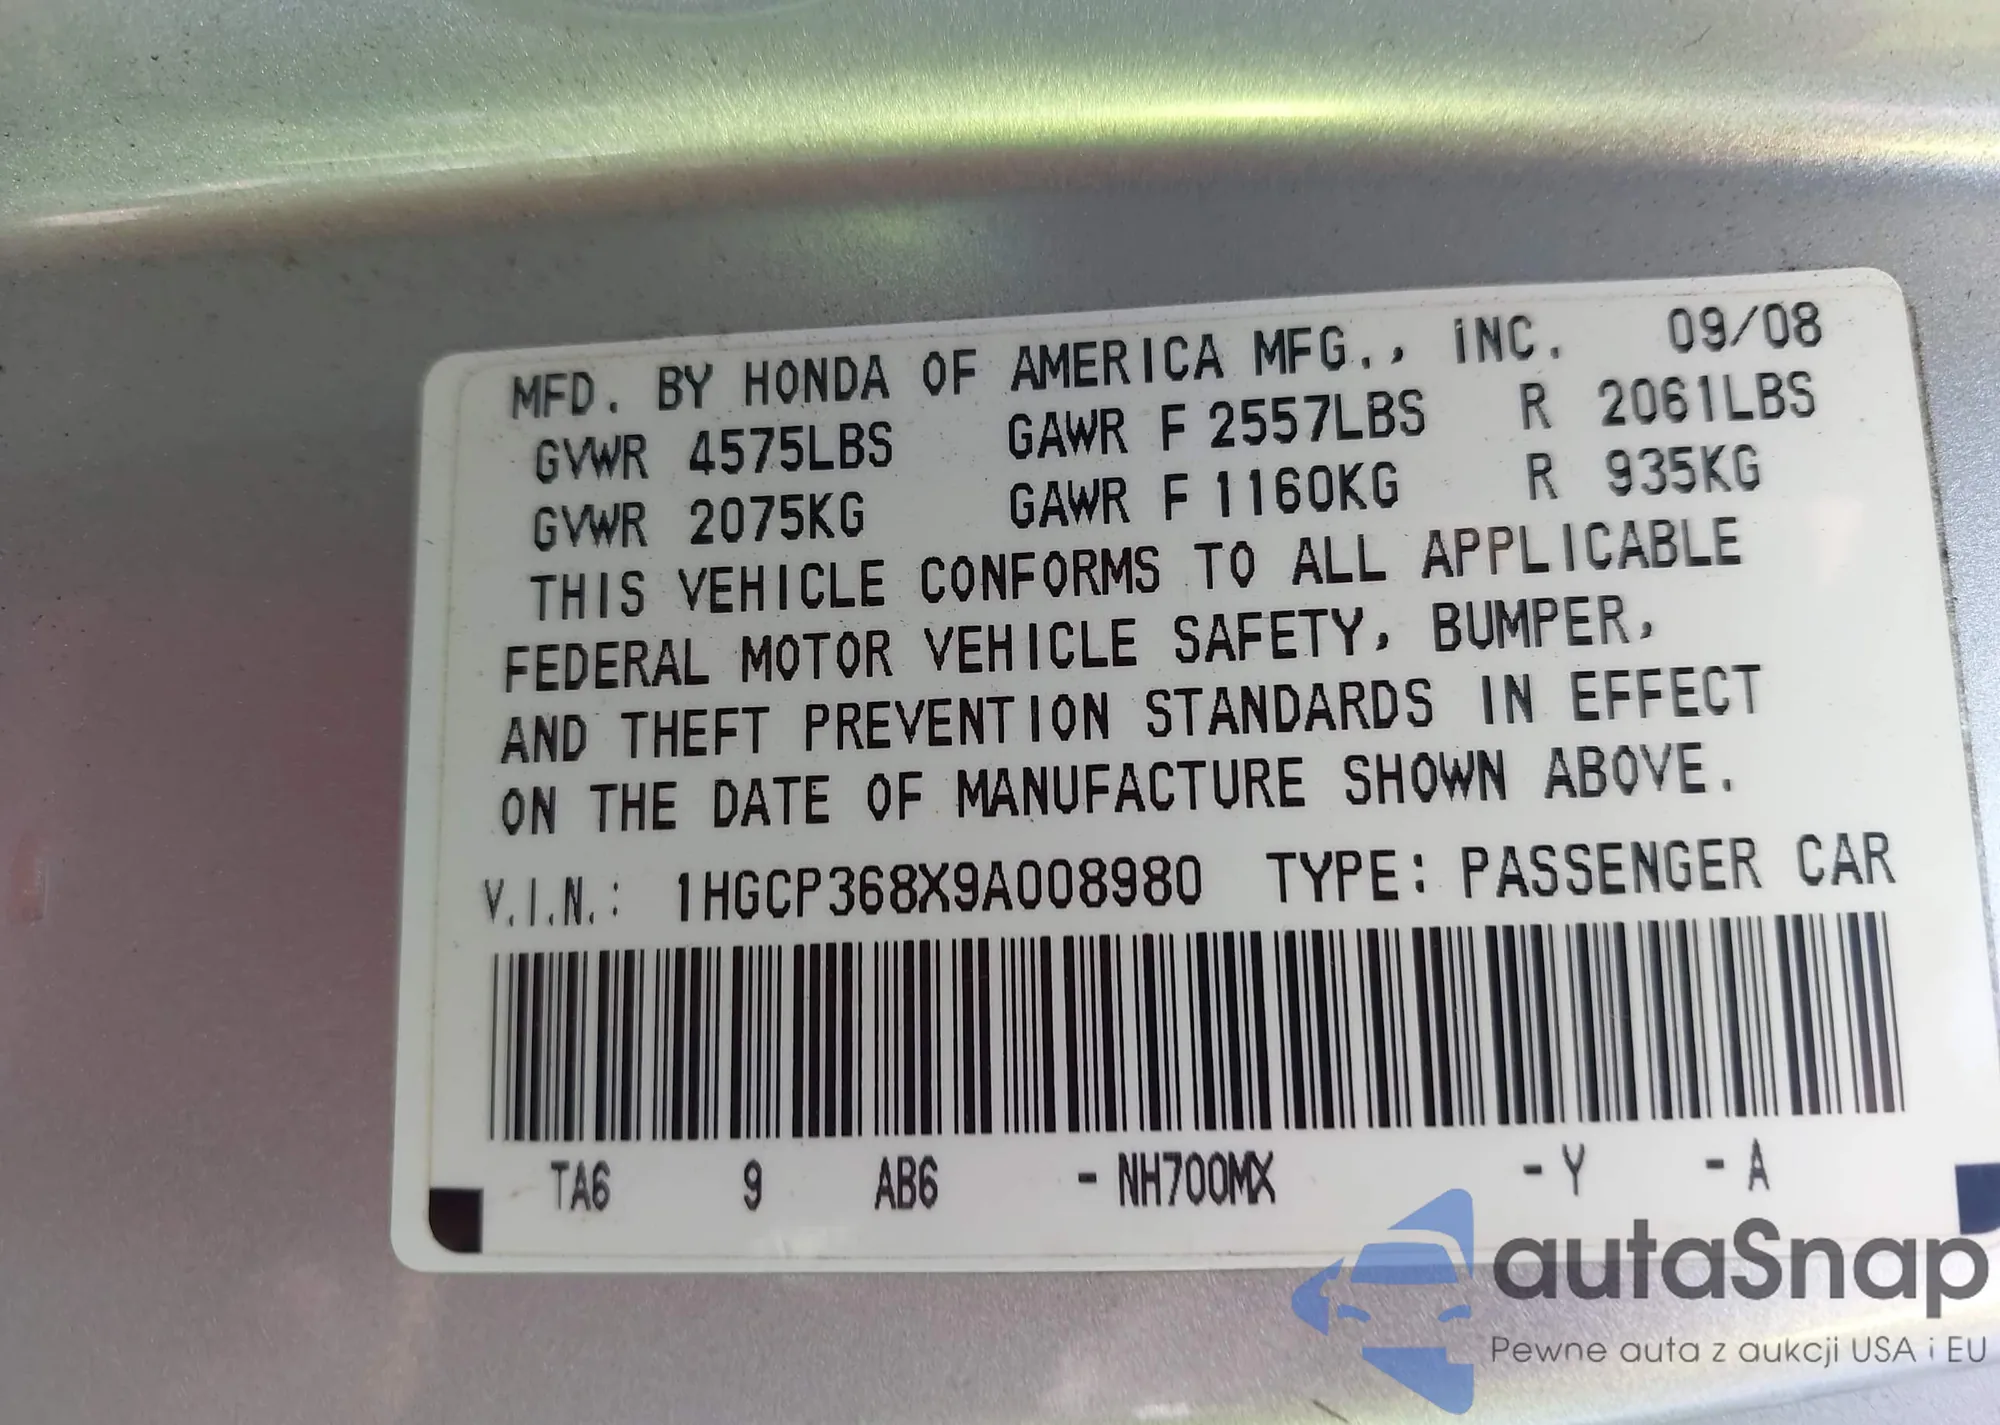 MFD. BY HONDA OF AMERICA MFG., INC. 09/08
GVWR 4575LBS GAWR F 2557LBS R 2061LBS
GVWR 2075KG GAWR F 1160KG R 935KG
THIS VEHICLE CONFORMS TO ALL APPLICABLE
FEDERAL MOTOR VEHICLE SAFETY, BUMPER,
AND THEFT PREVENTION STANDARDS IN EFFECT
ON THE DATE OF MANUFACTURE SHOWN ABOVE.
V.I.N.: 1HGCP368X9A008980 TYPE: PASSENGER CAR
TA6 9 AB6 - NH700MX - Y - A
autaSnap
Pewne auta z aukcji USA i EU